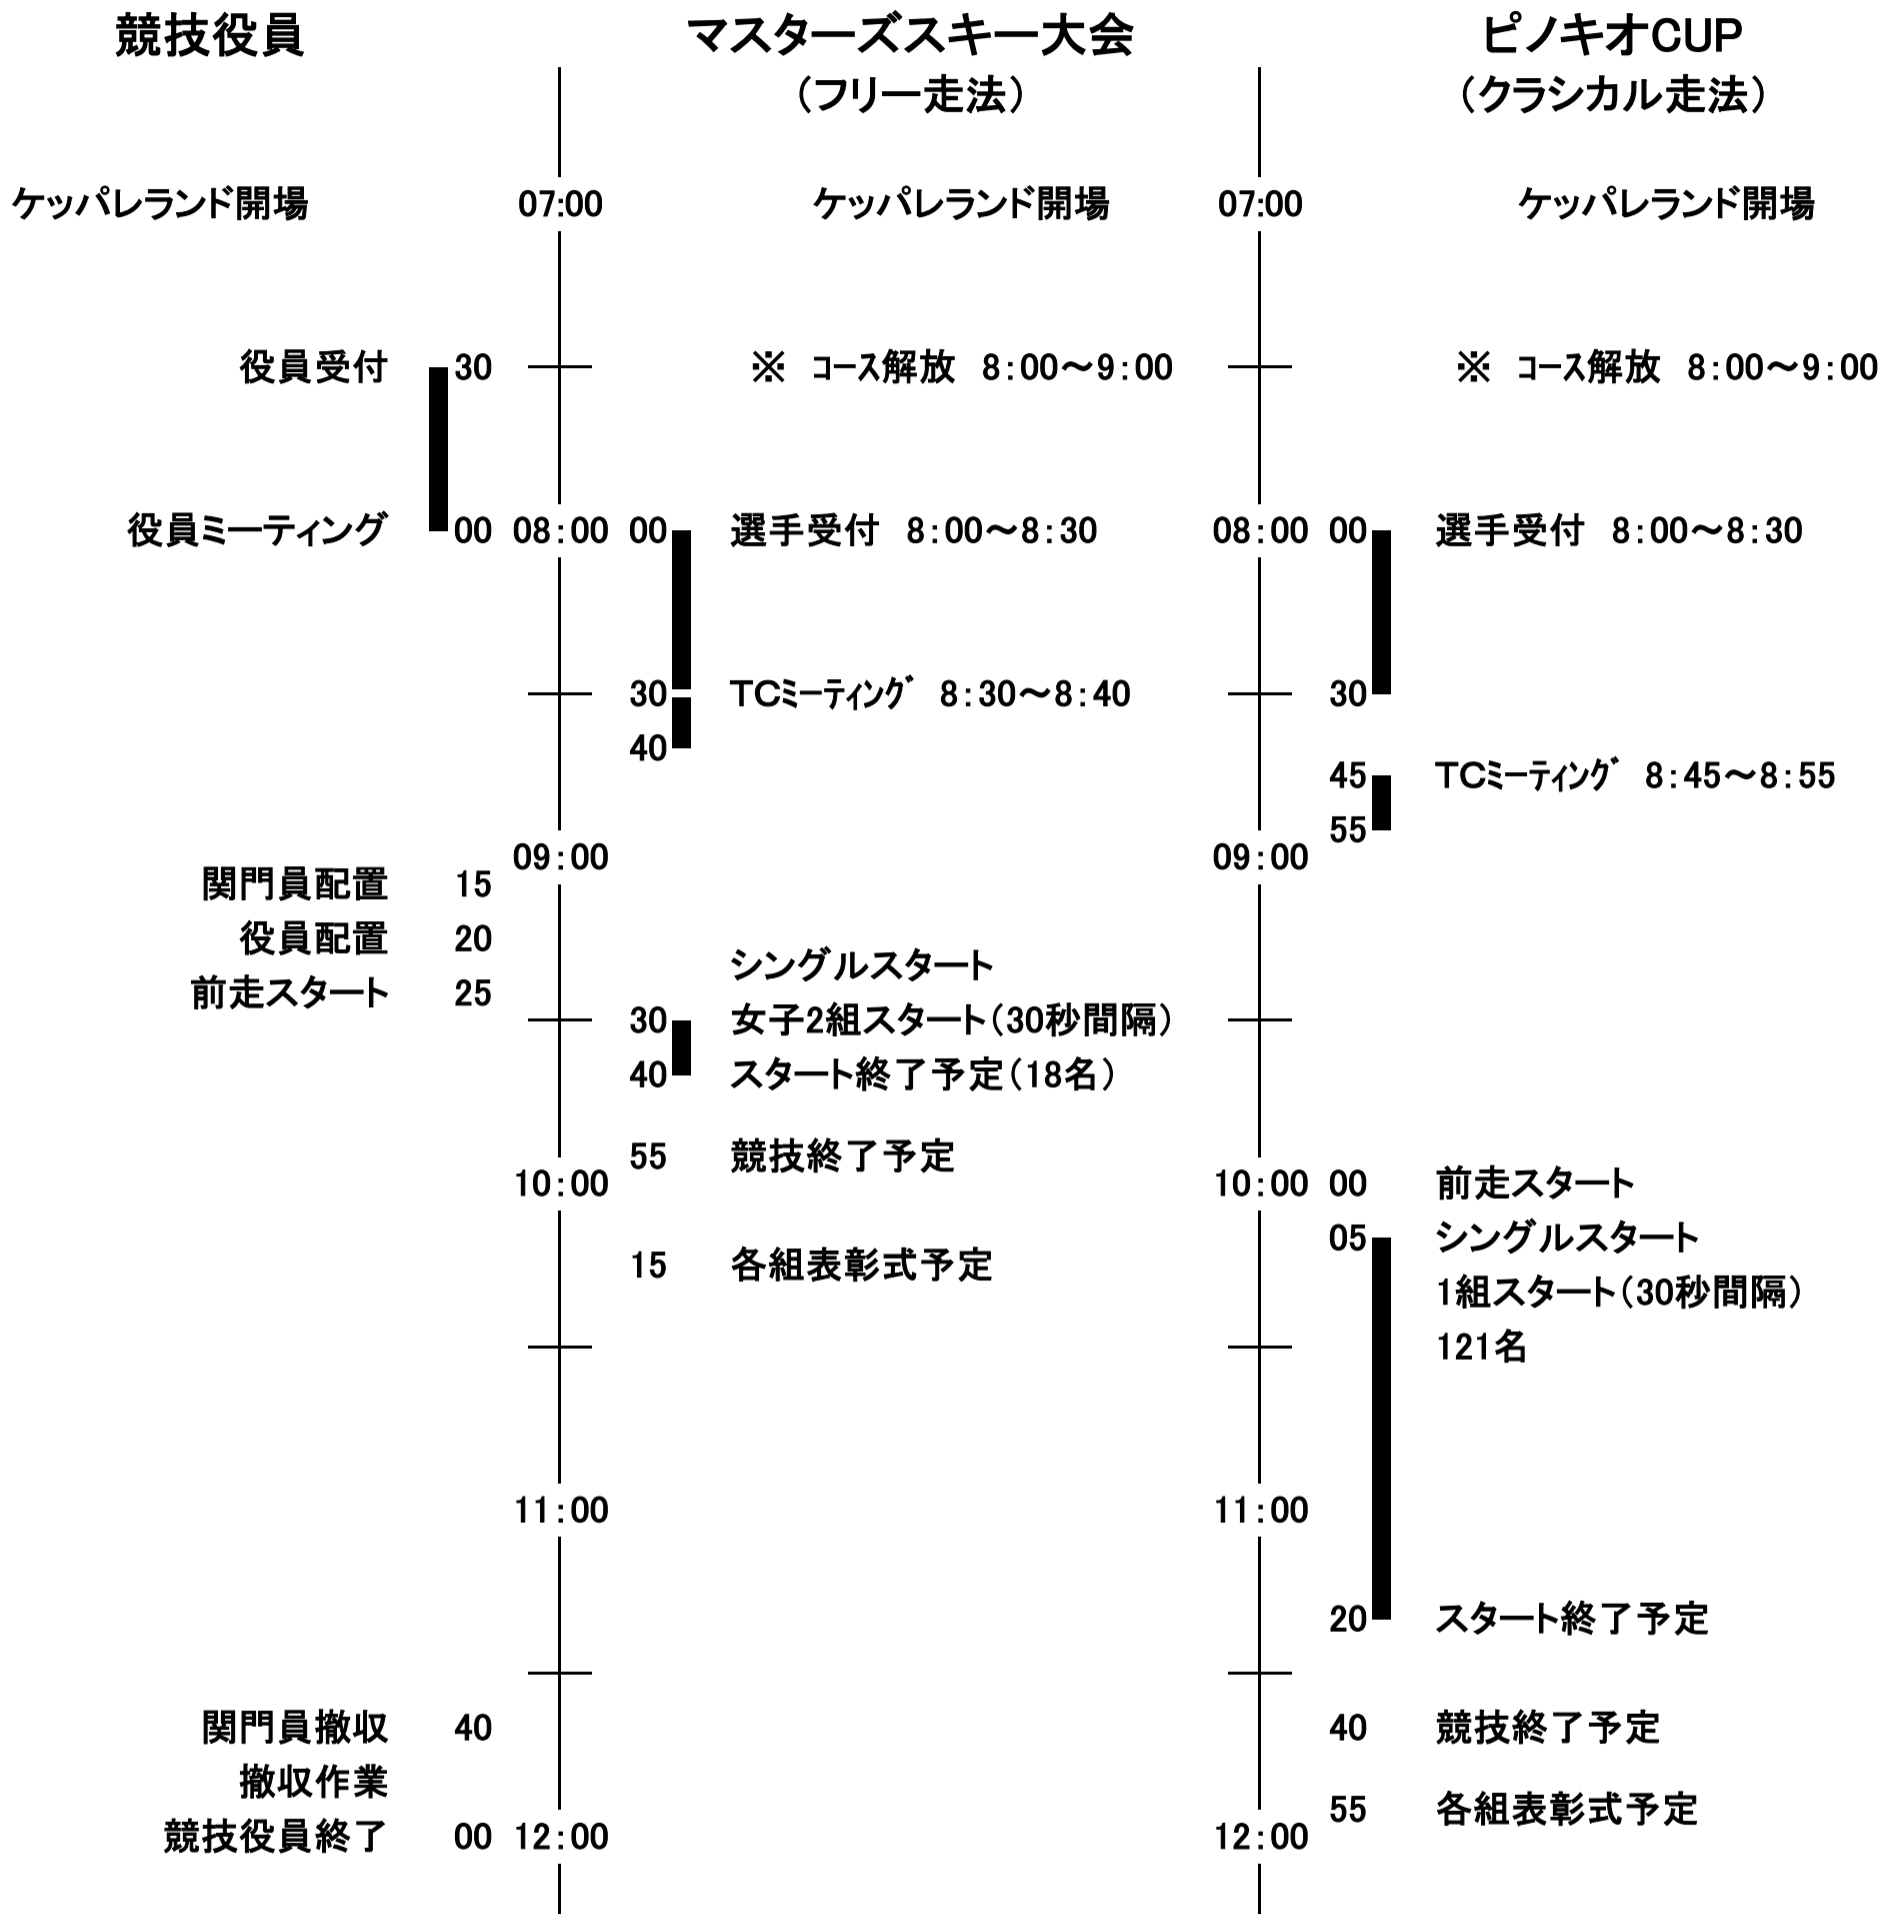 競技役員 マスターズスキー大会 ピノキオCUP
（フリー走法） （クラシカル走法）
ケッパレランド開場 07:00 ケッパレランド開場 07:00 ケッパレランド開場
役員受付 30 ※ ｺｰｽ解放 8:00～9:00 ※ ｺｰｽ解放 8:00～9:00
役員ミーティング 00 08:00 00 選手受付 8:00～8:30 08:00 00 選手受付 8:00～8:30
30 TCﾐｰﾃｨﾝｸﾞ 8:30～8:40 30
40
45 TCﾐｰﾃｨﾝｸﾞ 8:45～8:55
55
09:00 09:00
関門員配置 15
役員配置 20
シングルスタート
前走スタート 25
30 女子2組スタート（30秒間隔）
40 スタート終了予定（18名）
55 競技終了予定
10:00 10:00 00 前走スタート
05 シングルスタート
15 各組表彰式予定
1組スタート（30秒間隔）
121名
11:00 11:00
20 スタート終了予定
関門員撤収 40 40 競技終了予定
撤収作業
55 各組表彰式予定
競技役員終了 00 12:00 12:00